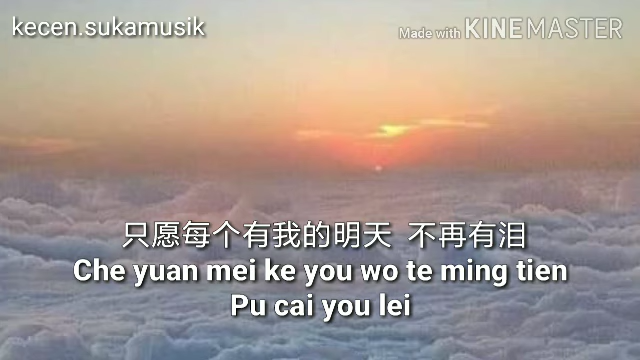 kecen.sukamusik
Made with KINEMASTER
只愿每个有我的明天 不再有泪
Che yuan mei ke you wo te ming tien
Pu cai you lei